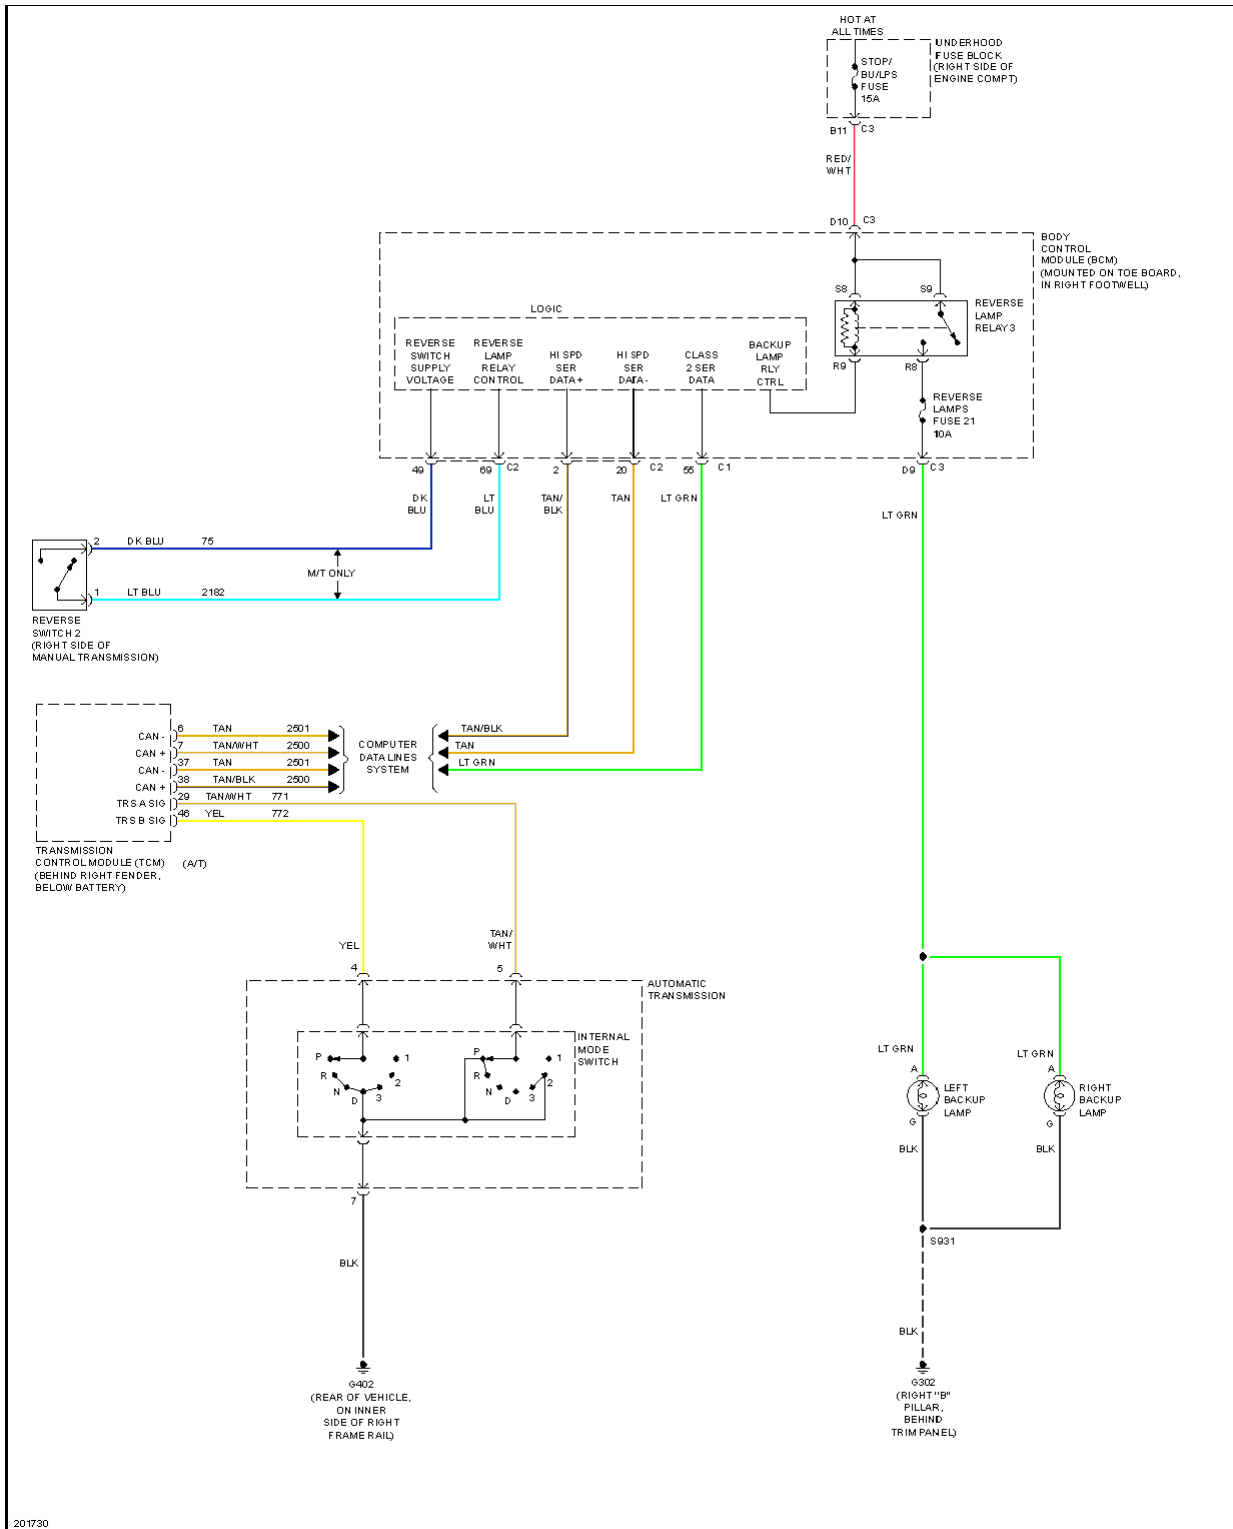 HOT AT
ALL TIMES
UNDERHOOD
FUSE BLOCK
(RIGHT SIDE OF
ENGINE COMPT)
STOP/
BU/LPS
FUSE
15A
B11 C3
RED/
WHT
D10 C3
BODY
CONTROL
MODULE (BCM)
(MOUNTED ON TOE BOARD,
IN RIGHT FOOTWELL)
S8 S9
REVERSE
LAMP
RELAY 3
LOGIC
REVERSE
SWITCH
SUPPLY
VOLTAGE
REVERSE
LAMP
RELAY
CONTROL
HI SPD
SER
DATA+
HI SPD
SER
DATA-
CLASS
2 SER
DATA
BACKUP
LAMP
RLY
CTRL
R9 R8
REVERSE
LAMPS
FUSE 21
10A
49 69 C2 2 20 C2 55 C1 D9 C3
DK
BLU
LT
BLU
TAN/
BLK
TAN
LT GRN
LT GRN
2 DK BLU 75
M/T ONLY
1 LT BLU 2182
REVERSE
SWITCH 2
(RIGHT SIDE OF
MANUAL TRANSMISSION)
CAN - 6 TAN 2501
CAN + 7 TAN/WHT 2500
CAN - 37 TAN 2501
CAN + 38 TAN/BLK 2500
TRS A SIG 29 TAN/WHT 771
TRS B SIG 46 YEL 772
COMPUTER
DATA LINES
SYSTEM
TAN/BLK
TAN
LT GRN
TRANSMISSION
CONTROL MODULE (TCM) (A/T)
(BEHIND RIGHT FENDER,
BELOW BATTERY)
YEL
TAN/
WHT
4 5
AUTOMATIC
TRANSMISSION
INTERNAL
MODE
SWITCH
P 1
R 2
N D 3
P 1
R 2
N D 3
7
BLK
G402
(REAR OF VEHICLE,
ON INNER
SIDE OF RIGHT
FRAME RAIL)
LT GRN LT GRN
A A
LEFT
BACKUP
LAMP
RIGHT
BACKUP
LAMP
G G
BLK BLK
S931
BLK
G302
(RIGHT "B"
PILLAR,
BEHIND
TRIM PANEL)
201730